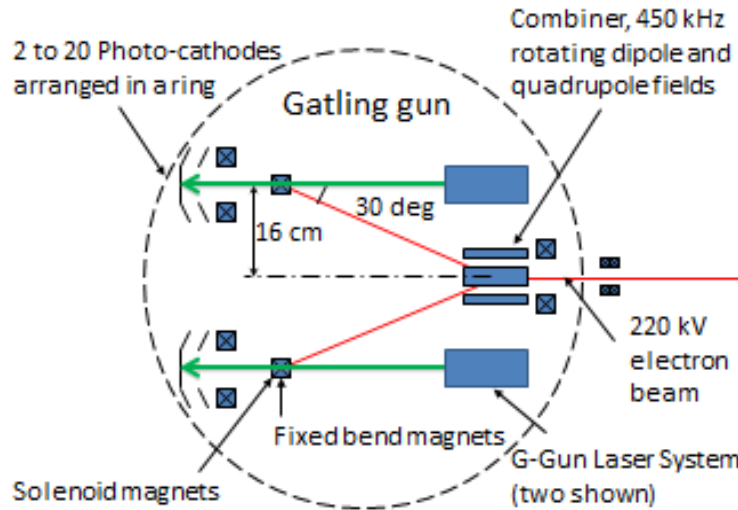 Combiner, 450 kHz
rotating dipole and
quadrupole fields
2 to 20 Photo-cathodes
arranged in a ring
Gatling gun
30 deg
16 cm
220 kV
electron
beam
Fixed bend magnets
G-Gun Laser System
(two shown)
Solenoid magnets